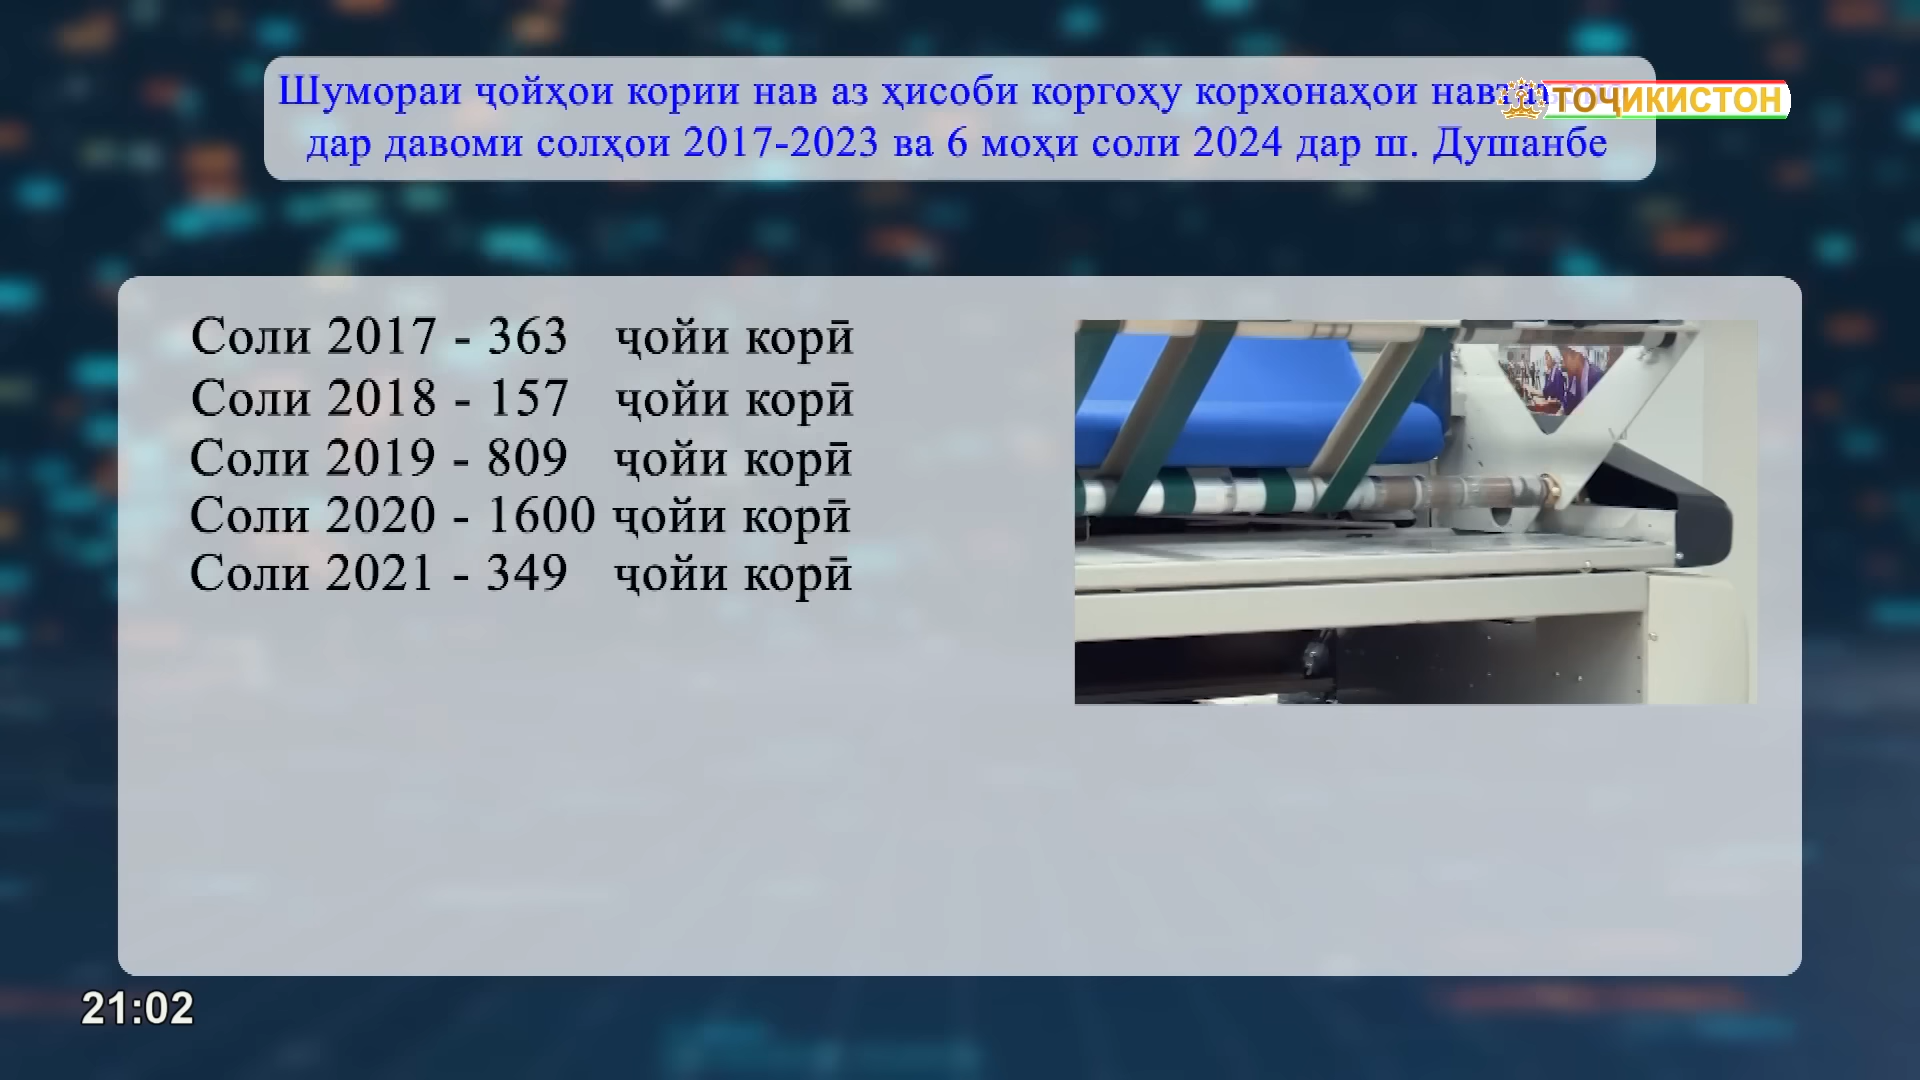 Шумораи ҷойҳои кории нав аз ҳисоби коргоҳу корхонаҳои
ТОҶИКИСТОН
дар давоми солҳои 2017-2023 ва 6 моҳи соли 2024 дар ш. Душанбе
Соли 2017 - 363 ҷойи корӣ
Соли 2018 - 157 ҷойи корӣ
Соли 2019 - 809 ҷойи корӣ
Соли 2020 - 1600 ҷойи корӣ
Соли 2021 - 349 ҷойи корӣ
21:02